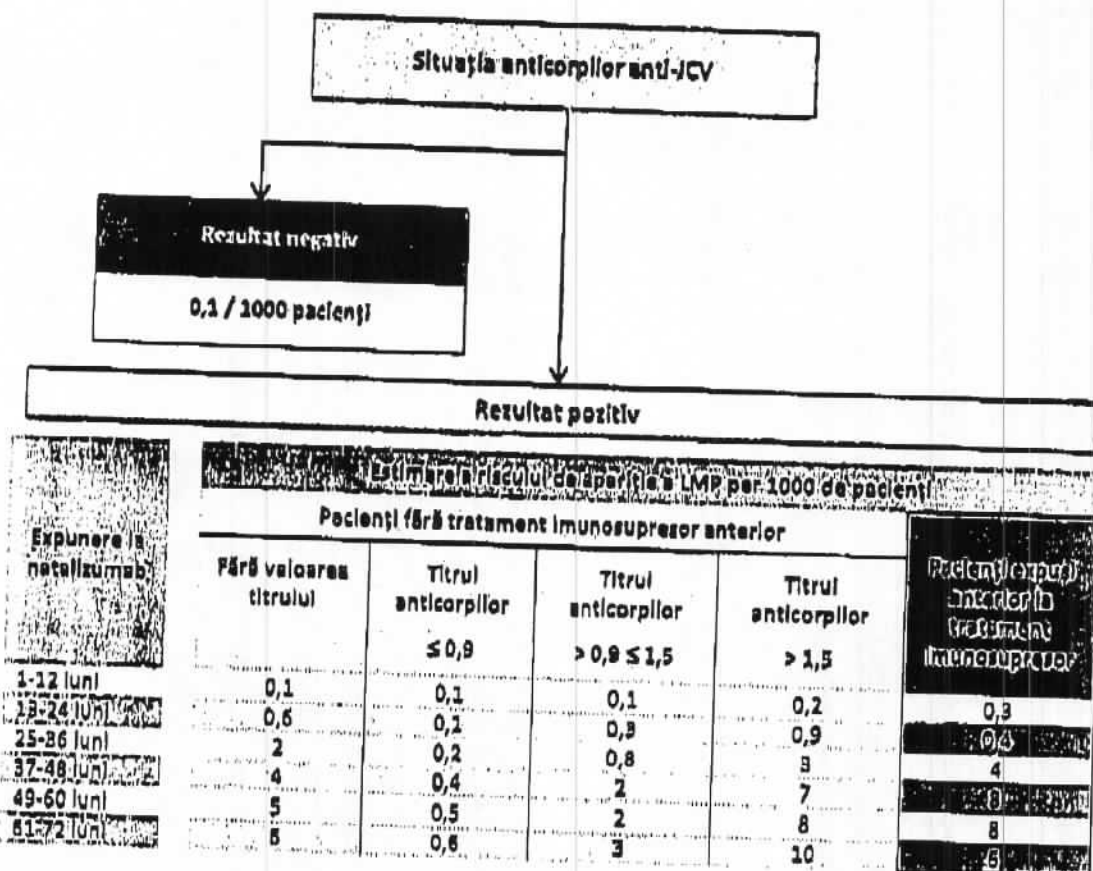 Situația anticorpilor anti-JCV
Rezultat negativ
0,1 / 1000 pacienți
Rezultat pozitiv
Estimarea riscului de apariție a LMP per 1000 de pacienți
Expunere la
natalizumab
Pacienți fără tratament imunosupresor anterior
Pacienți expuși
anterior la
tratament
imunosupresor
Fără valoarea
titrului
Titrul
anticorpilor
≤ 0,9
Titrul
anticorpilor
> 0,9 ≤ 1,5
Titrul
anticorpilor
> 1,5
1-12 luni 0,1 0,1 0,1 0,2 0,3
13-24 luni 0,6 0,1 0,3 0,9 0,4
25-36 luni 2 0,2 0,8 3 4
37-48 luni 4 0,4 2 7 8
49-60 luni 5 0,5 2 8 8
61-72 luni 0,6 3 10